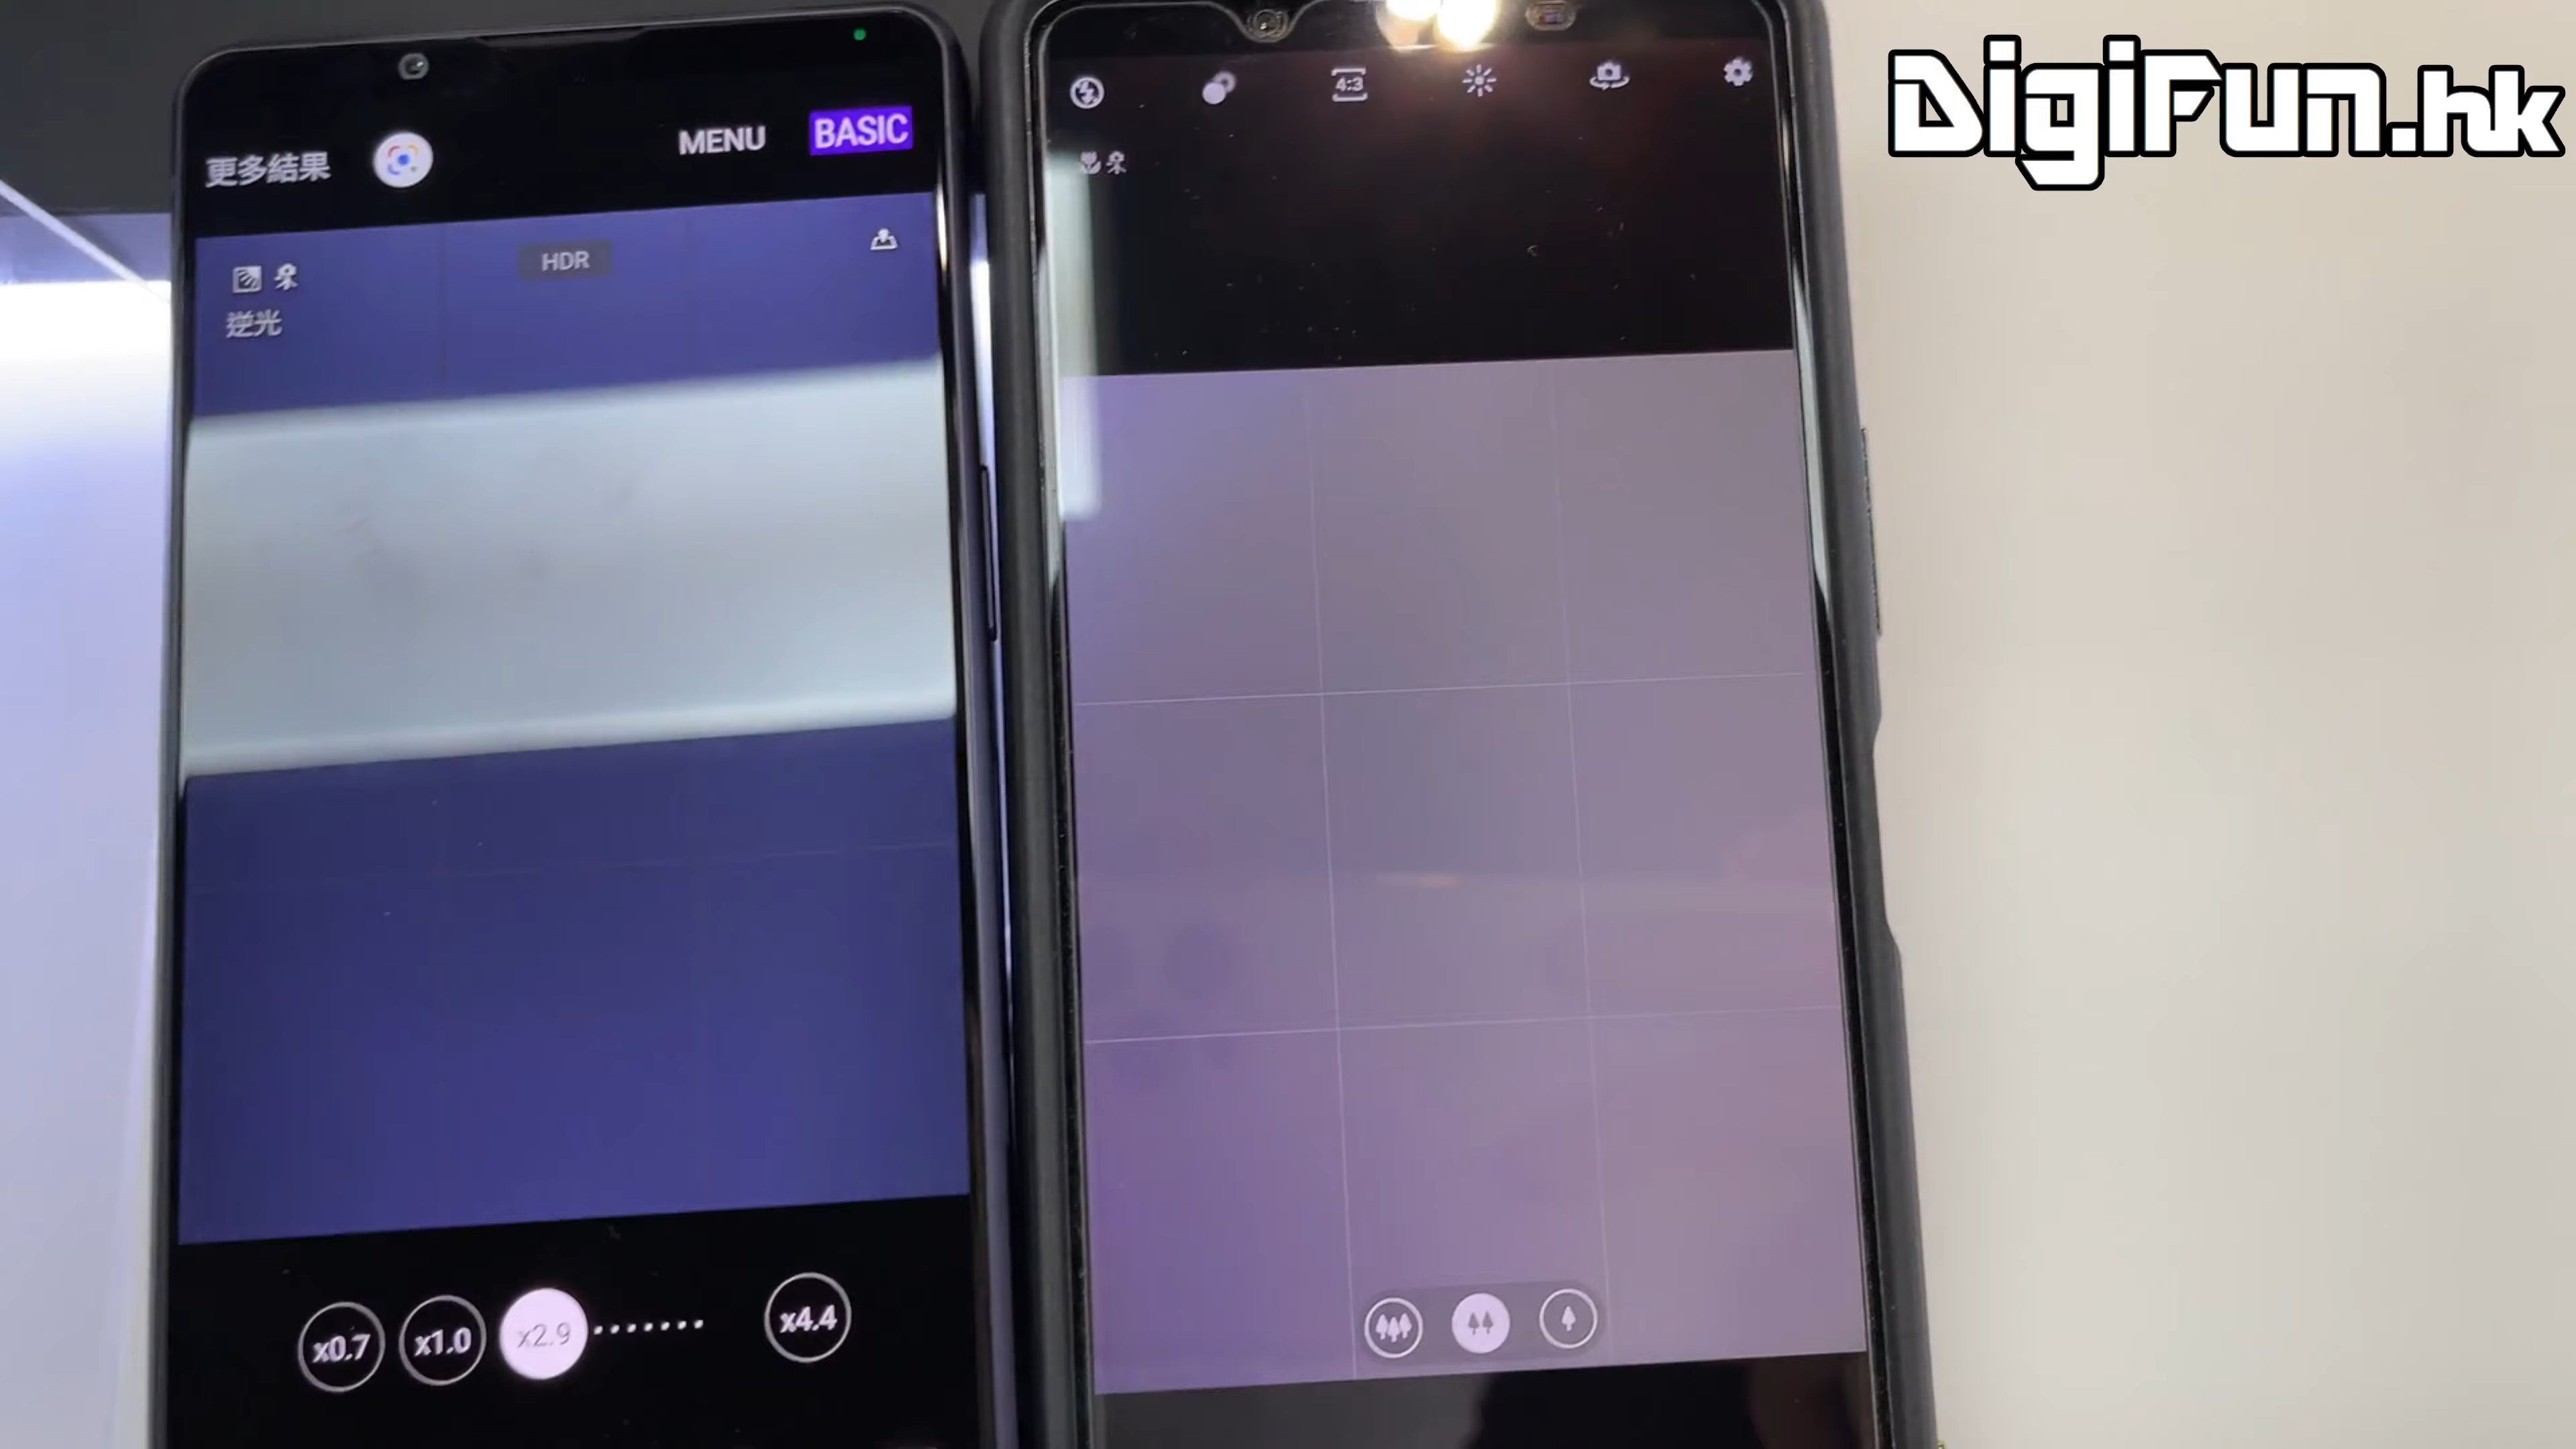 DigiFun.hk
更多結果
MENU
BASIC
HDR
逆光
x0.7
x1.0
x2.9
x4.4
4:3